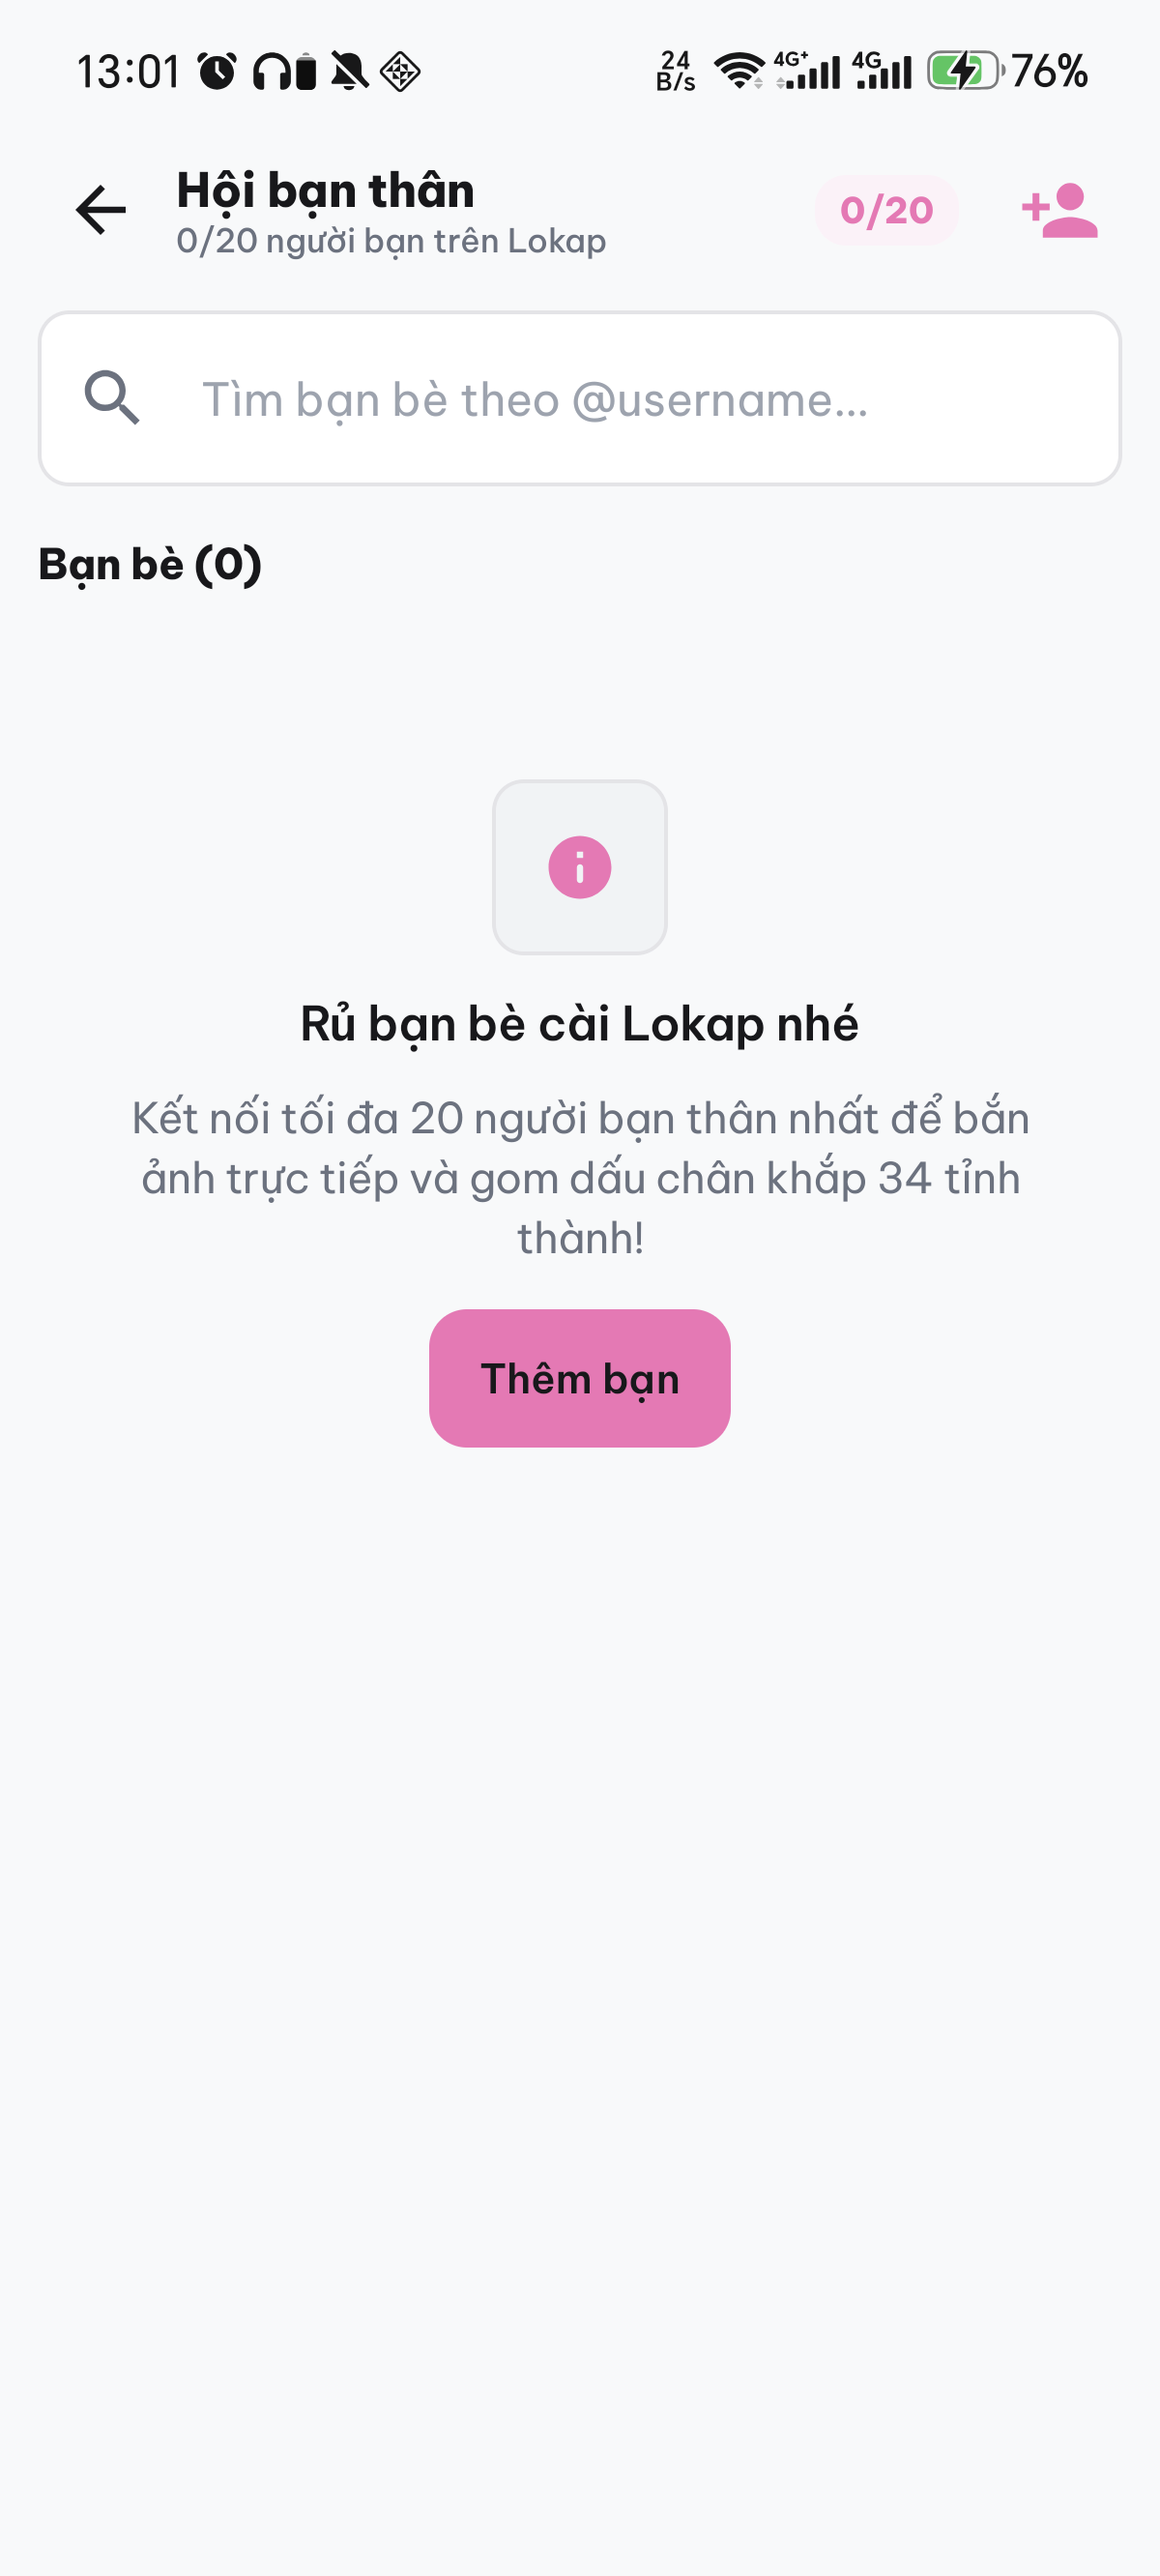 13:01
24
B/s
4G+
4G
76%
Hội bạn thân
0/20 người bạn trên Lokap
0/20
Tìm bạn bè theo @username...
Bạn bè (0)
Rủ bạn bè cài Lokap nhé
Kết nối tối đa 20 người bạn thân nhất để bắn
ảnh trực tiếp và gom dấu chân khắp 34 tỉnh
thành!
Thêm bạn